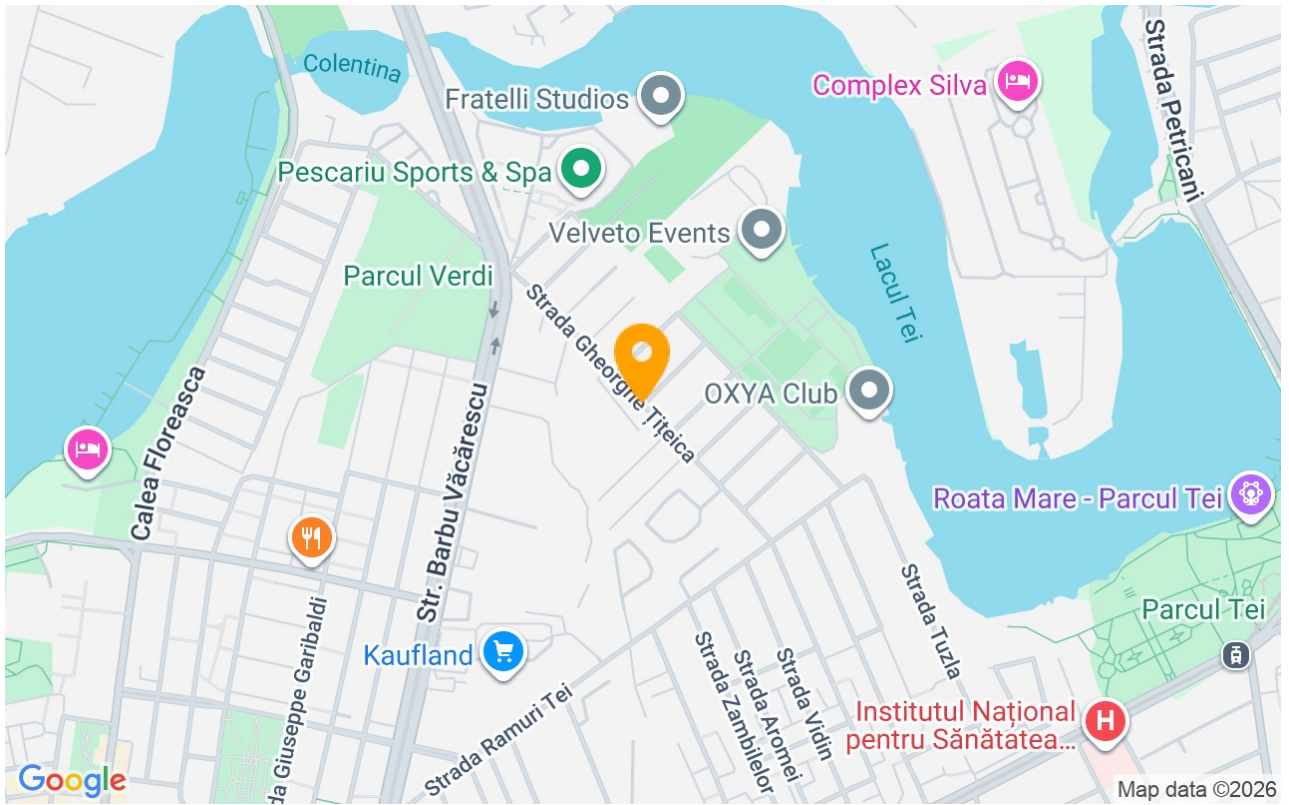 Colentina
Fratelli Studios
Complex Silva
Strada Petricani
Pescariu Sports & Spa
Velveto Events
Lacul Tei
Parcul Verdi
Strada Gheorghe Țițeica
OXYA Club
Calea Floreasca
Str. Barbu Văcărescu
Roata Mare - Parcul Tei
Strada Tuzla
Parcul Tei
Kaufland
da Giuseppe Garibaldi
Strada Ramuri Tei
Strada Zambilelor
Strada Aromei
Strada Vidin
Institutul Național
pentru Sănătatea...
H
Google
Map data ©2026